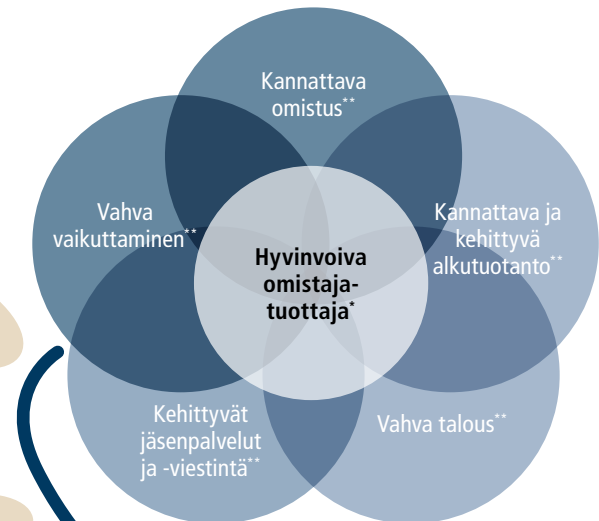 Kannattava
omistus**
Vahva
vaikuttaminen**
Kannattava ja
kehittyvä
alkutuotanto**
Hyvinvoiva
omistaja-
tuottaja*
Kehittyvät
jäsenpalvelut
ja -viestintä**
Vahva talous**